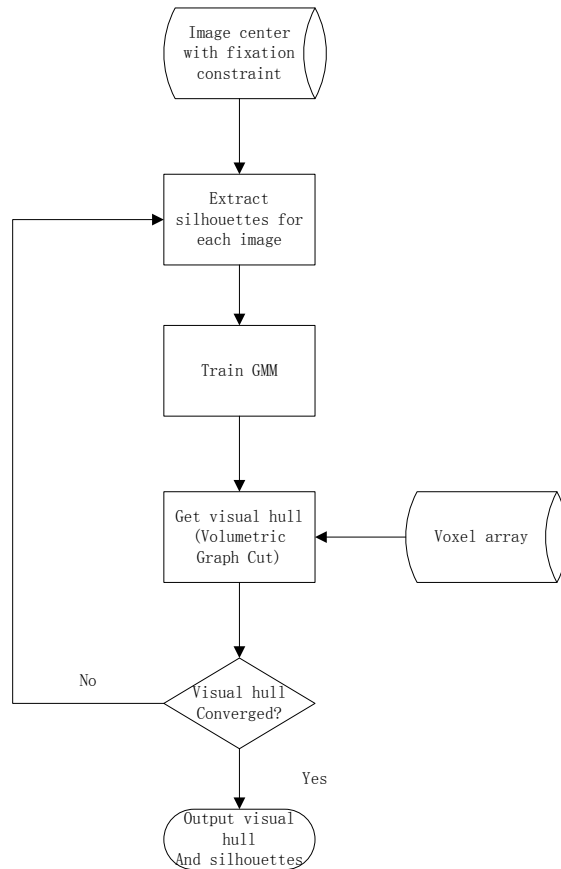 Image center
with fixation
constraint
Extract
silhouettes for
each image
Train GMM
Get visual hull
(Volumetric
Graph Cut)
Voxel array
Visual hull
Converged?
No
Yes
Output visual
hull
And silhouettes